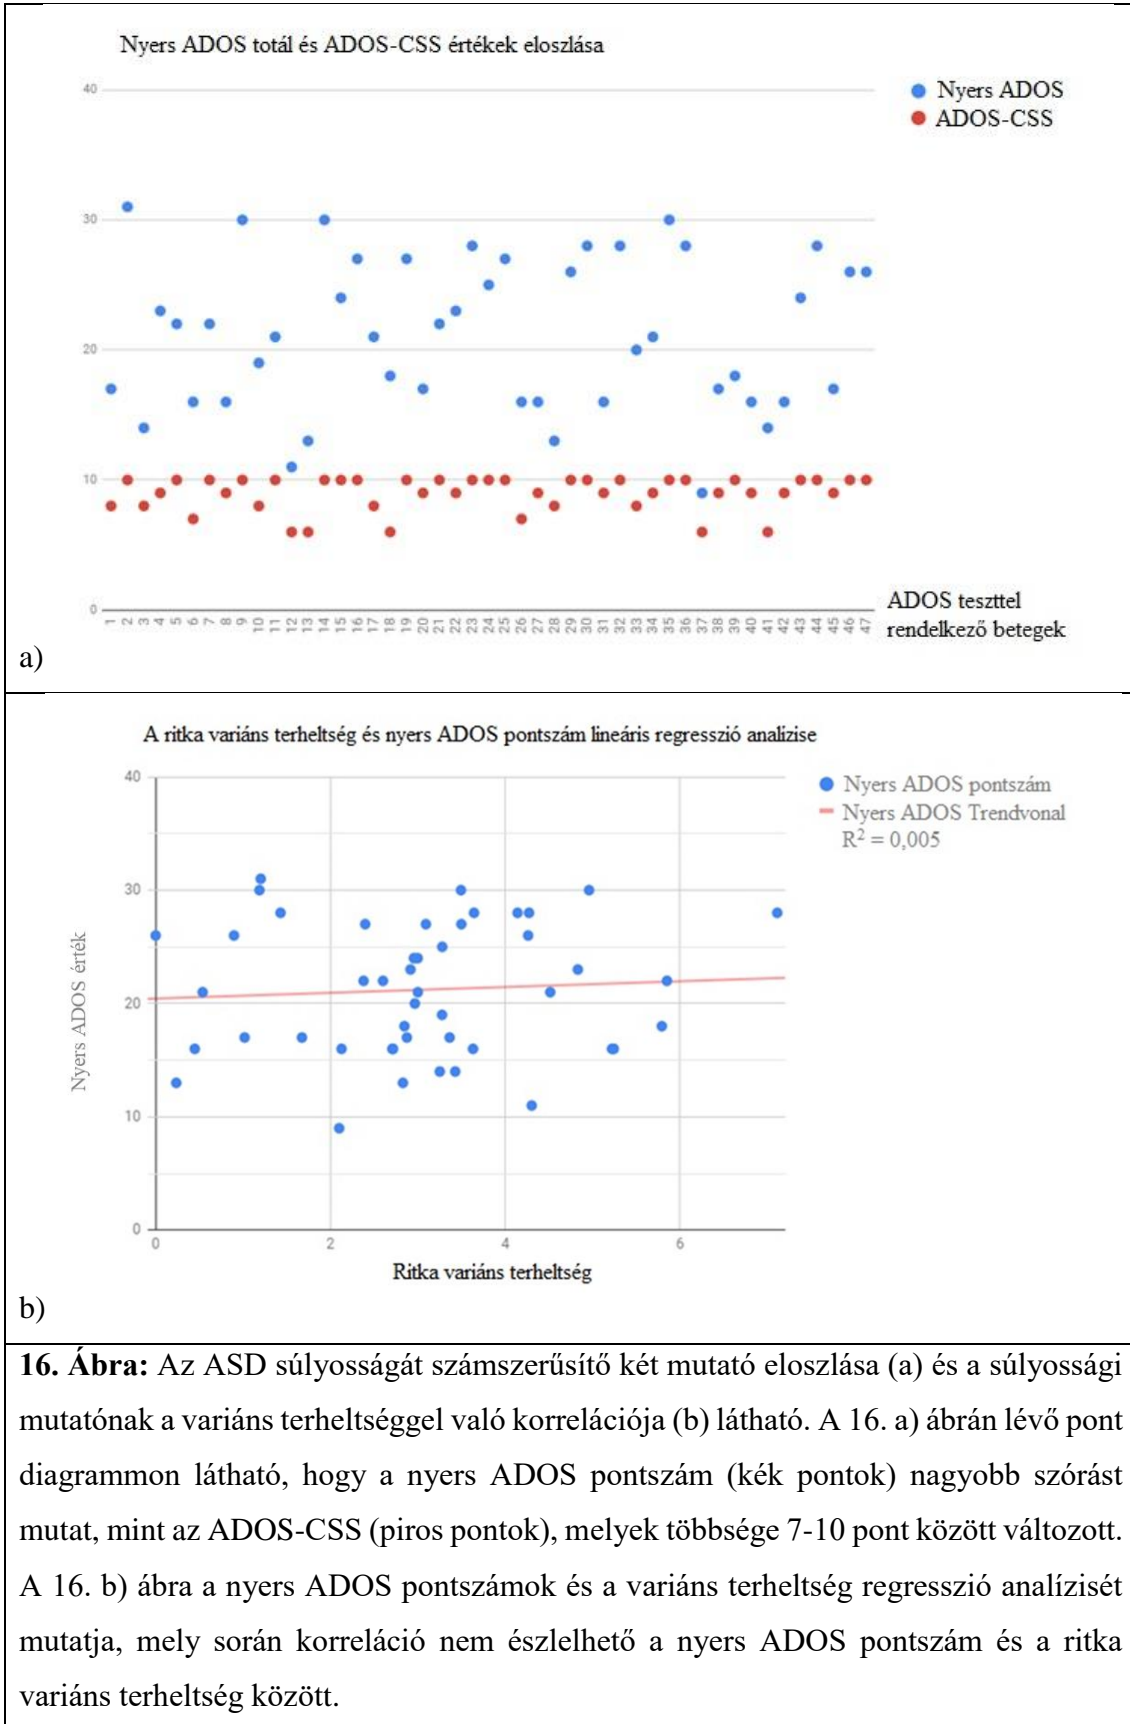 Nyers ADOS totál és ADOS-CSS értékek eloszlása
40
Nyers ADOS
ADOS-CSS
30
20
10
0
1 2 3 4 5 6 7 8 9 10 11 12 13 14 15 16 17 18 19 20 21 22 23 24 25 26 27 28 29 30 31 32 33 34 35 36 37 38 39 40 41 42 43 44 45 46 47
ADOS teszttel
rendelkező betegek
a)
A ritka variáns terheltség és nyers ADOS pontszám lineáris regresszió analízise
40
Nyers ADOS pontszám
Nyers ADOS Trendvonal
R² = 0,005
30
Nyers ADOS érték
20
10
0
0 2 4 6
Ritka variáns terheltség
b)
16. Ábra: Az ASD súlyosságát számszerűsítő két mutató eloszlása (a) és a súlyossági
mutatónak a variáns terheltséggel való korrelációja (b) látható. A 16. a) ábrán lévő pont
diagrammon látható, hogy a nyers ADOS pontszám (kék pontok) nagyobb szórást
mutat, mint az ADOS-CSS (piros pontok), melyek többsége 7-10 pont között változott.
A 16. b) ábra a nyers ADOS pontszámok és a variáns terheltség regresszió analízisét
mutatja, mely során korreláció nem észlelhető a nyers ADOS pontszám és a ritka
variáns terheltség között.